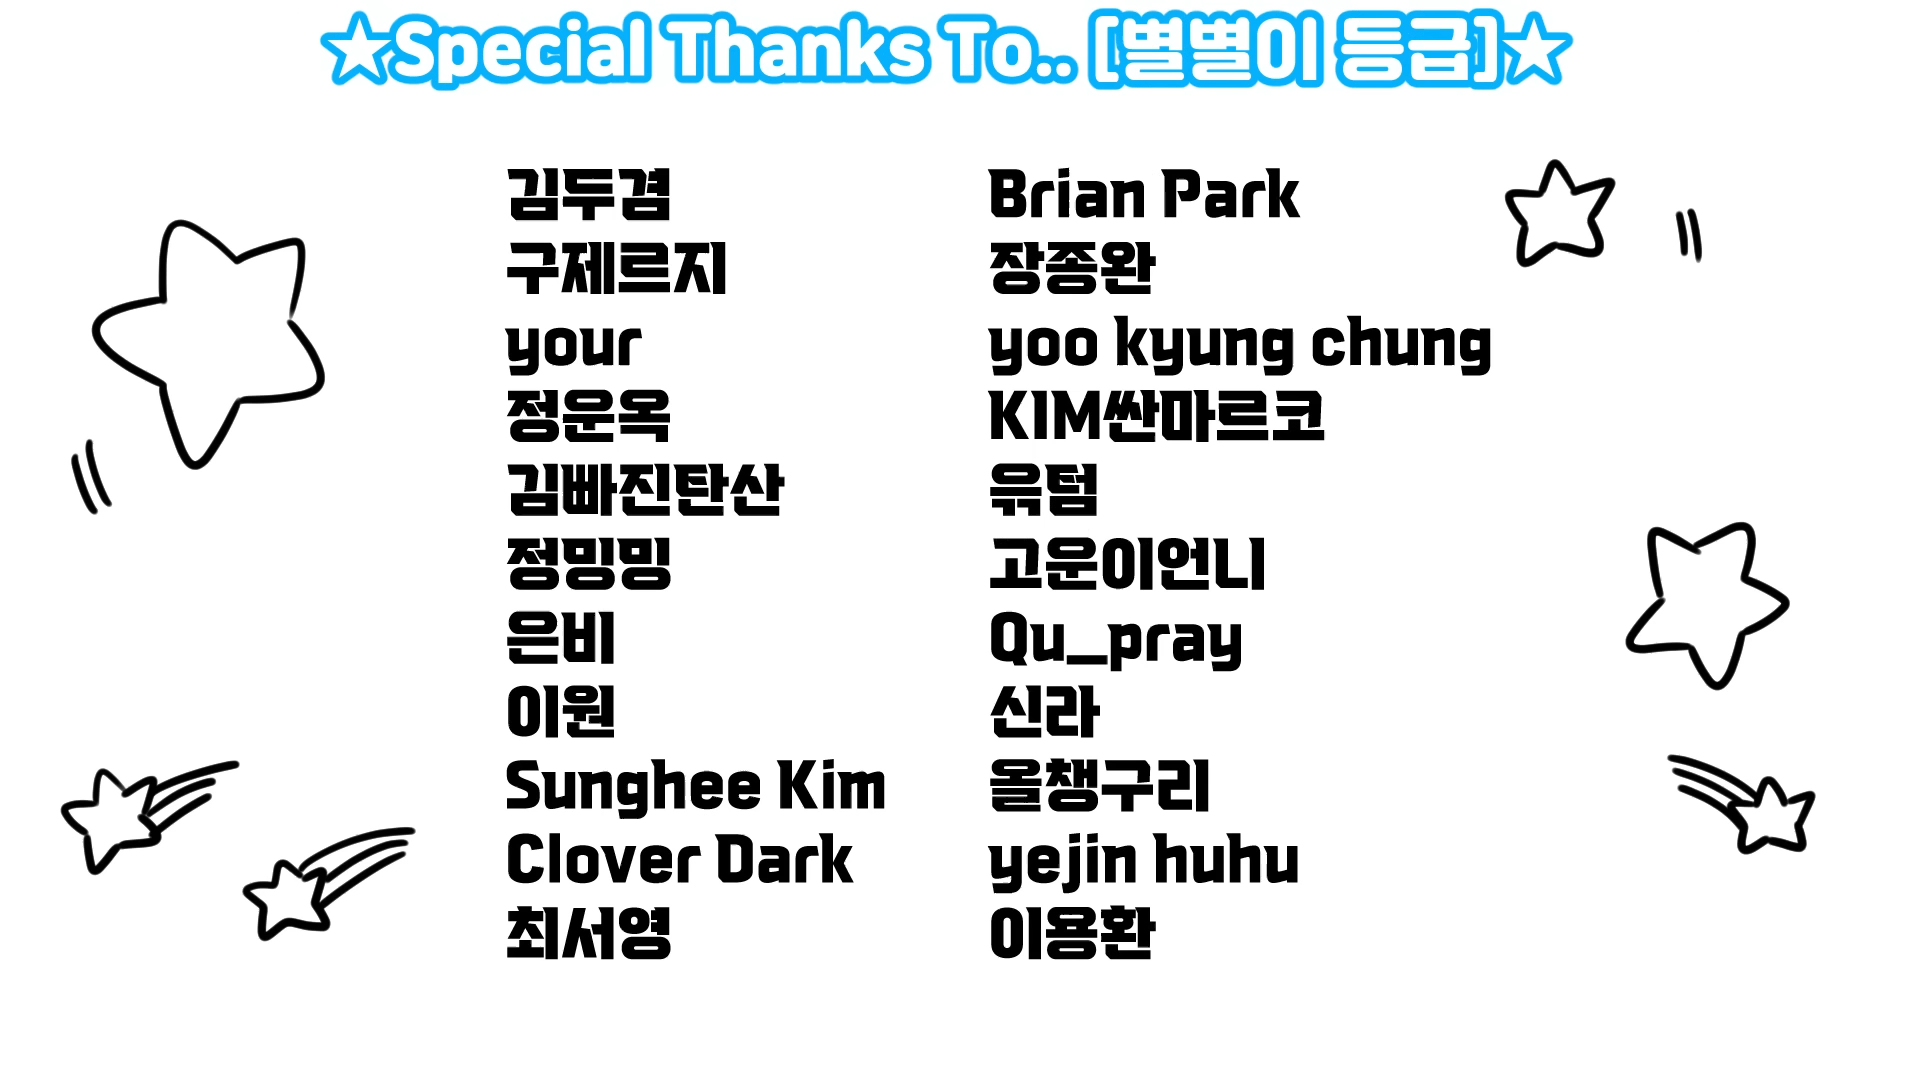 ★Special Thanks To.. [별별이 등급]★
김두겸
구제르지
your
정운옥
김빠진탄산
정밍밍
은비
이원
Sunghee Kim
Clover Dark
최서영
Brian Park
장종완
yoo kyung chung
KIM싼마르코
윾텀
고운이언니
Qu_pray
신라
올챙구리
yejin huhu
이용환